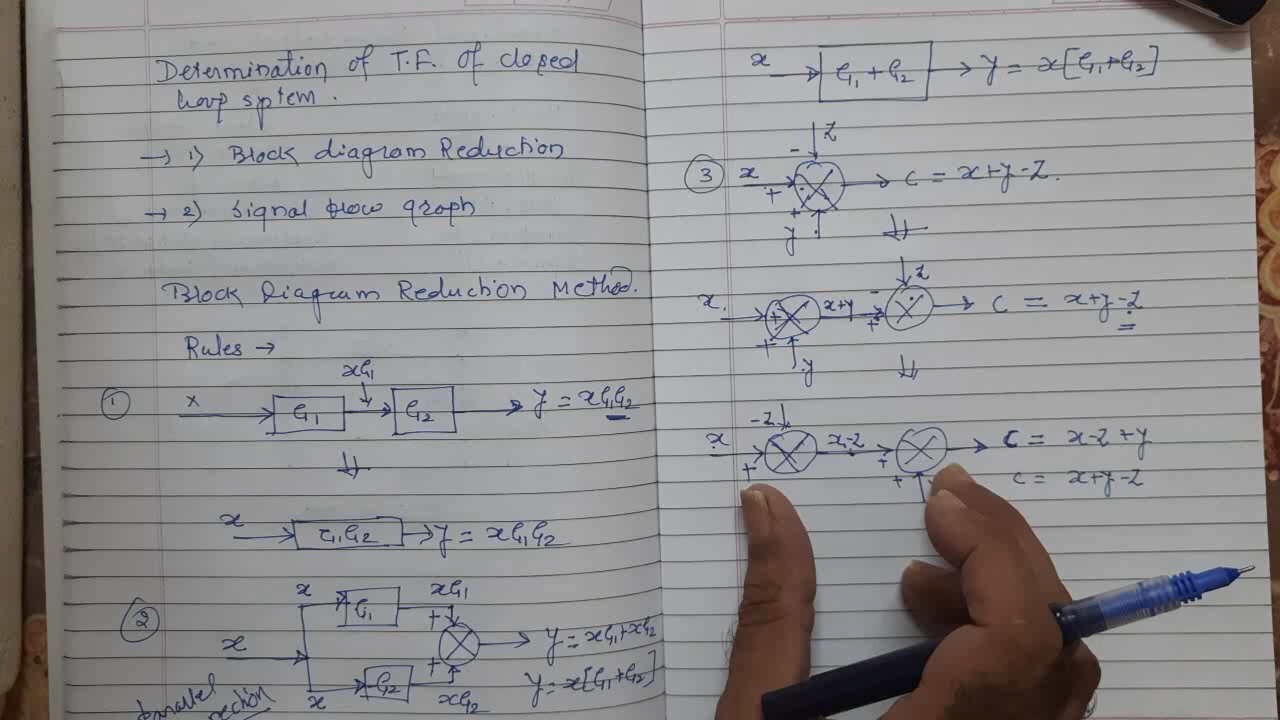 Determination of T.F. of closed
loop system.
→ 1) Block diagram Reduction
→ 2) Signal flow graph
Block Diagram Reduction Method.
Rules →
①
x
G1
xG1
G2
y = xG1G2
⇓
x
G1G2
y = xG1G2
②
x
x
G1
xG1
+
x
G2
xG2
+
y = xG1+xG2
y = x[G1+G2]
Parallel
x
G1 + G2
y = x[G1+G2]
③
x
+
-
Z
+
y
C = x+y-Z.
⇓
x
+
+
y
x+y
+
-
Z
C = x+y-Z
⇓
x
+
-Z
x-Z
+
+
C = x-Z+y
C = x+y-Z